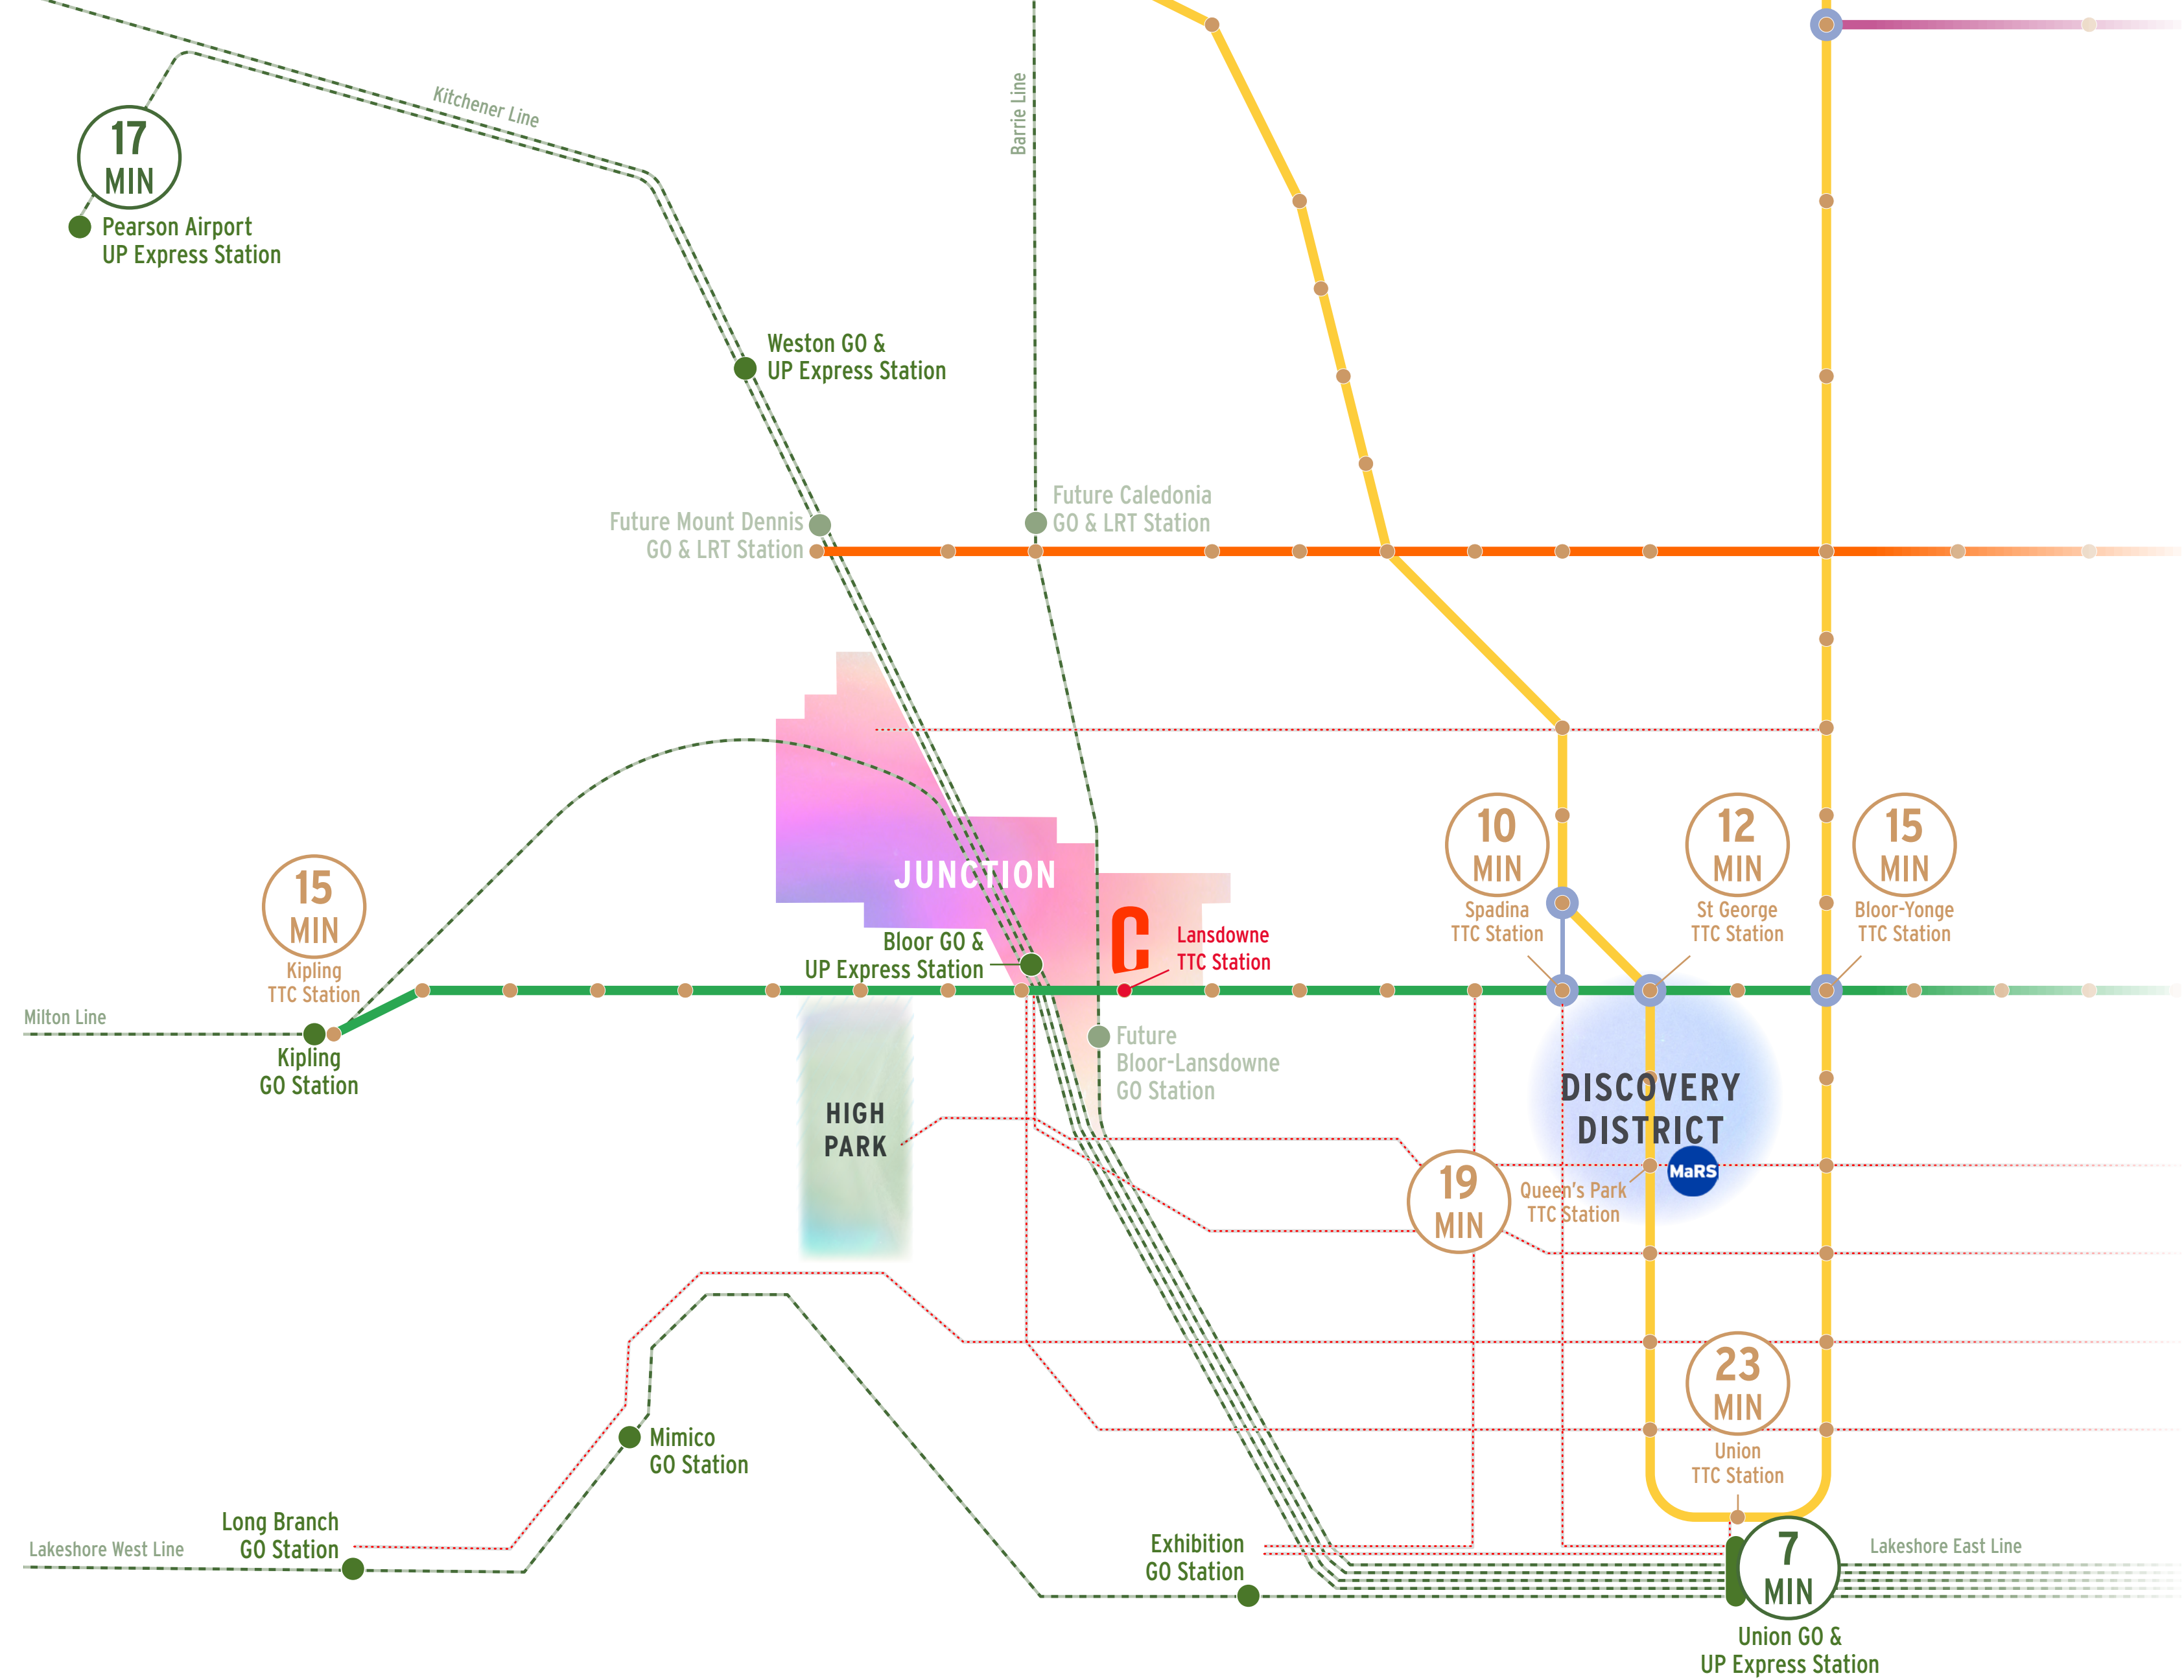 Kitchener Line
Barrie Line
17
MIN
Pearson Airport
UP Express Station
Weston GO &
UP Express Station
Future Mount Dennis
GO & LRT Station
Future Caledonia
GO & LRT Station
15
MIN
Kipling
TTC Station
Milton Line
Kipling
GO Station
JUNCTION
Bloor GO &
UP Express Station
C
Lansdowne
TTC Station
Future
Bloor-Lansdowne
GO Station
10
MIN
Spadina
TTC Station
12
MIN
St George
TTC Station
15
MIN
Bloor-Yonge
TTC Station
HIGH
PARK
DISCOVERY
DISTRICT
MaRS
19
MIN
Queen's Park
TTC Station
23
MIN
Union
TTC Station
Mimico
GO Station
Long Branch
GO Station
Lakeshore West Line
Exhibition
GO Station
7
MIN
Lakeshore East Line
Union GO &
UP Express Station